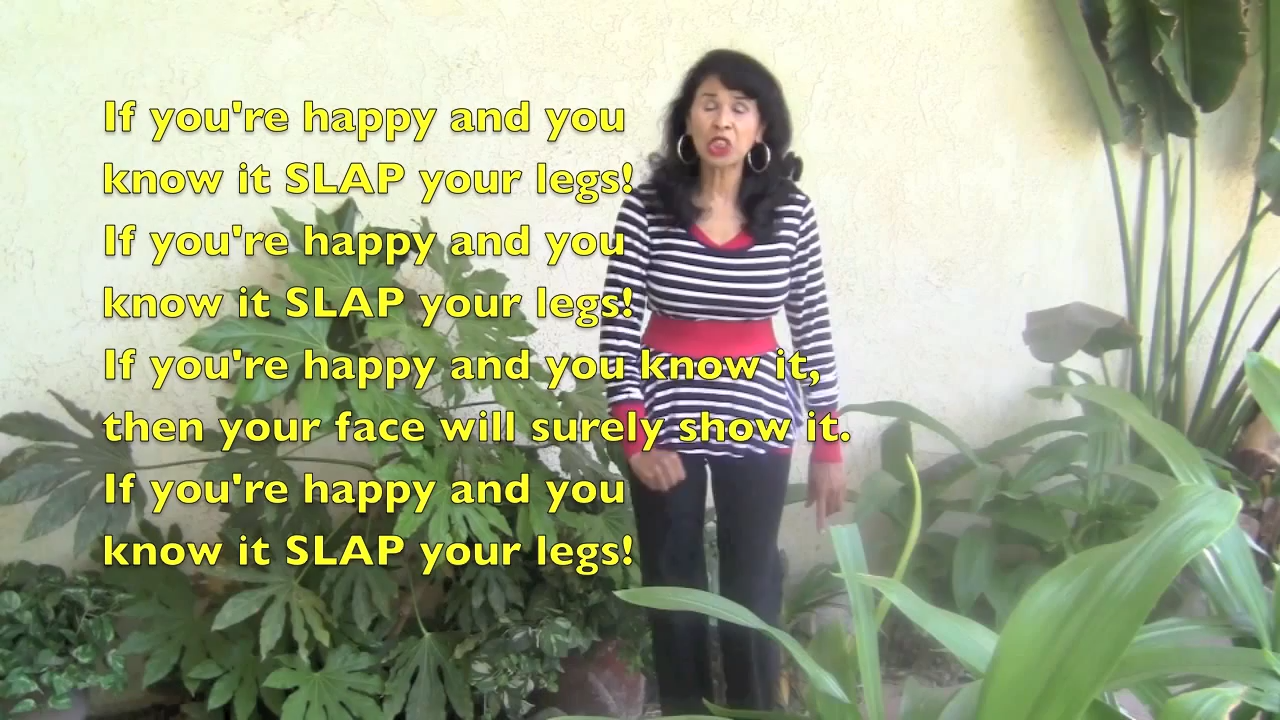 If you're happy and you
know it SLAP your legs!
If you're happy and you
know it SLAP your legs!
If you're happy and you know it,
then your face will surely show it.
If you're happy and you
know it SLAP your legs!